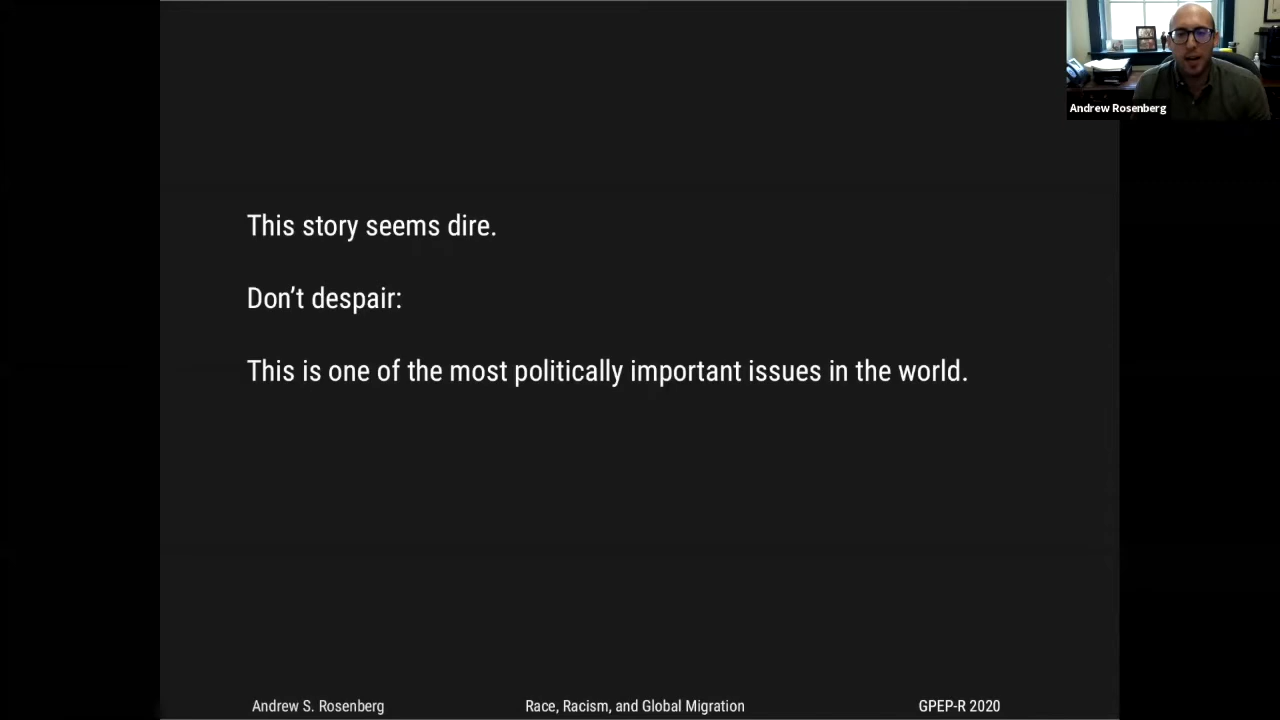 Andrew Rosenberg
This story seems dire.
Don’t despair:
This is one of the most politically important issues in the world.
Andrew S. Rosenberg
Race, Racism, and Global Migration
GPEP-R 2020